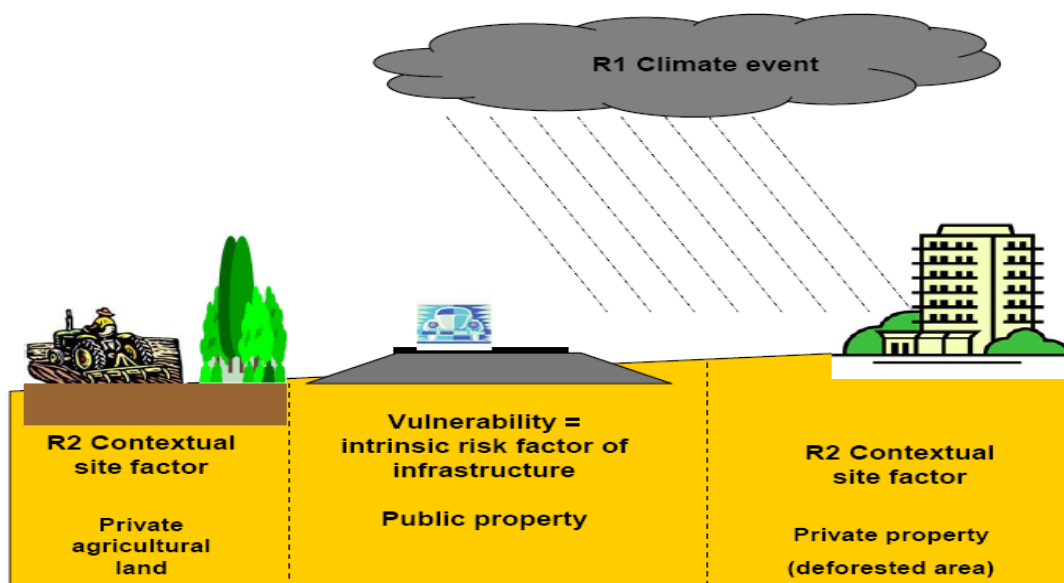 R1 Climate event
R2 Contextual
site factor
Private
agricultural
land
Vulnerability =
intrinsic risk factor of
infrastructure
Public property
R2 Contextual
site factor
Private property
(deforested area)